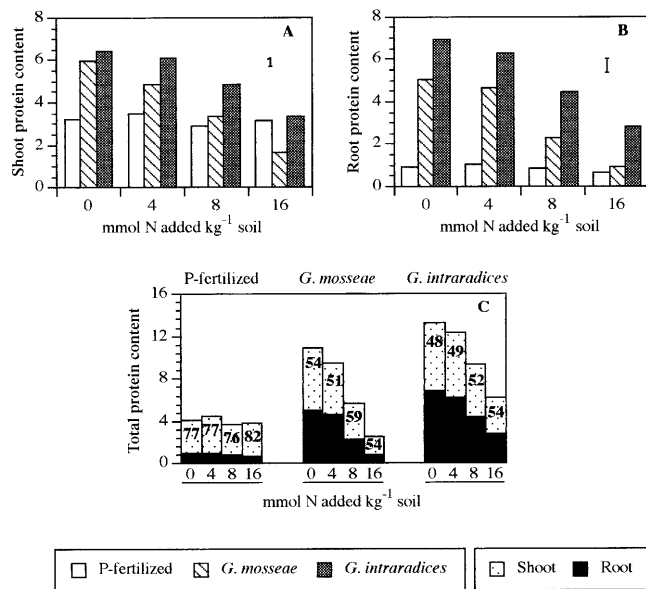 A
Shoot protein content
8
6
4
2
0
0 4 8 16
mmol N added kg⁻¹ soil
B
Root protein content
8
6
4
2
0
0 4 8 16
mmol N added kg⁻¹ soil
P-fertilized G. mosseae G. intraradices
C
Total protein content
16
12
8
4
0
77 77 76 82
54 51 59 54
48 49 52 54
0 4 8 16 0 4 8 16 0 4 8 16
mmol N added kg⁻¹ soil
P-fertilized G. mosseae G. intraradices
Shoot Root